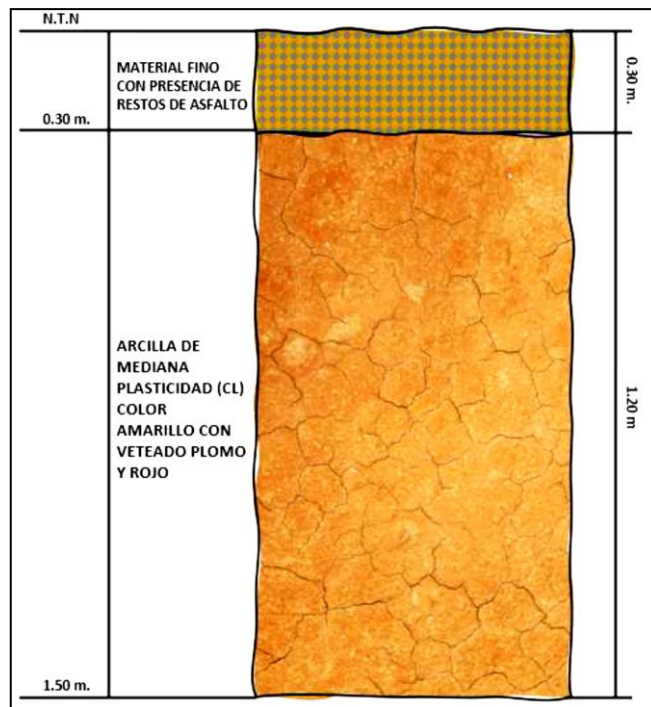 N.T.N
MATERIAL FINO
CON PRESENCIA DE
RESTOS DE ASFALTO
0.30 m.
0.30 m.
ARCILLA DE
MEDIANA
PLASTICIDAD (CL)
COLOR
AMARILLO CON
VETEADO PLOMO
Y ROJO
1.20 m
1.50 m.